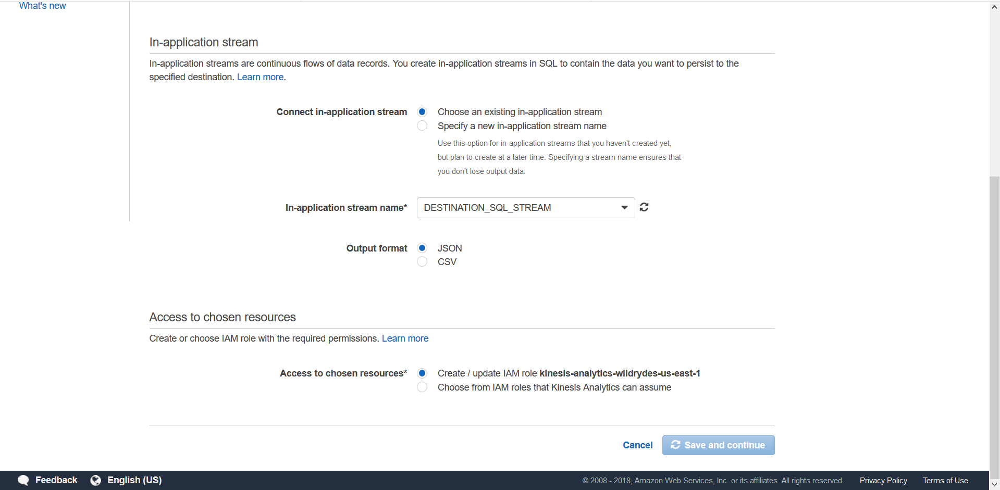 What's new
In-application stream
In-application streams are continuous flows of data records. You create in-application streams in SQL to contain the data you want to persist to the
specified destination. Learn more.
Connect in-application stream
Choose an existing in-application stream
Specify a new in-application stream name
Use this option for in-application streams that you haven't created yet,
but plan to create at a later time. Specifying a stream name ensures that
you don't lose output data.
In-application stream name* DESTINATION_SQL_STREAM
Output format
JSON
CSV
Access to chosen resources
Create or choose IAM role with the required permissions. Learn more
Access to chosen resources*
Create / update IAM role kinesis-analytics-wildrydes-us-east-1
Choose from IAM roles that Kinesis Analytics can assume
Cancel Save and continue
Feedback English (US) © 2008 - 2018, Amazon Web Services, Inc. or its affiliates. All rights reserved. Privacy Policy Terms of Use